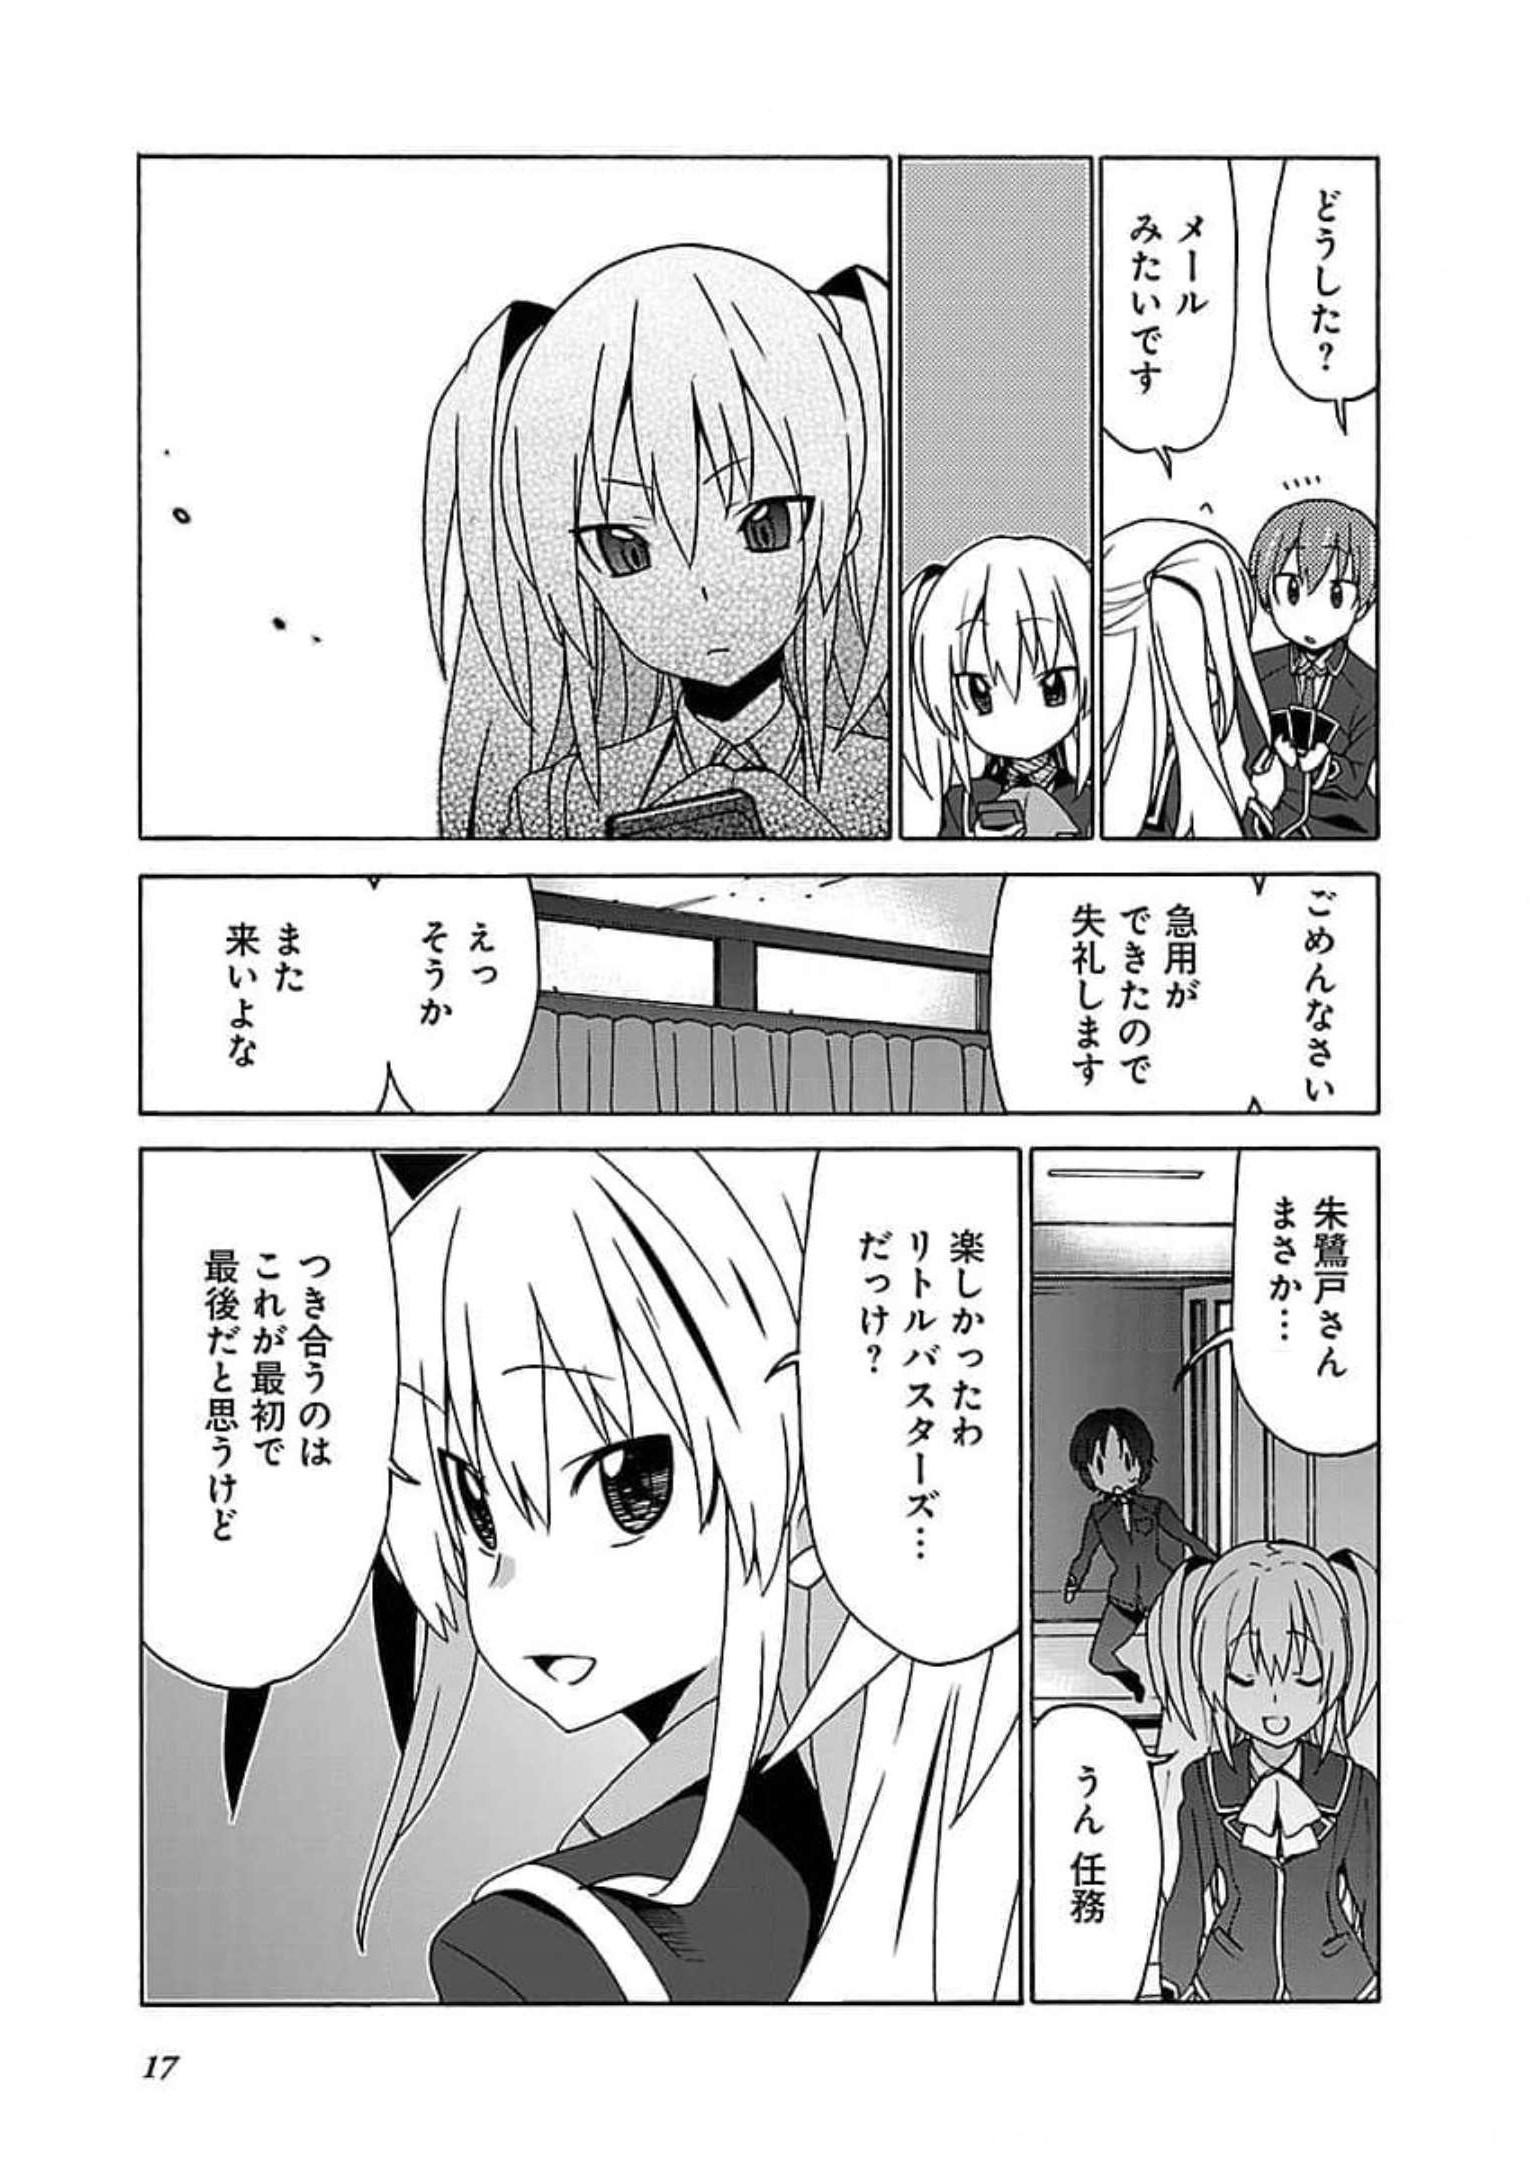 どうした?
メール
みたいです
ごめんなさい
急用が
できたので
失礼します
えっ
そうか
また
来いよな
朱鷺戸さん
まさか…
うん 任務
楽しかったわ
リトルバスターズ…
だっけ?
つき合うのは
これが最初で
最後だと思うけど
17